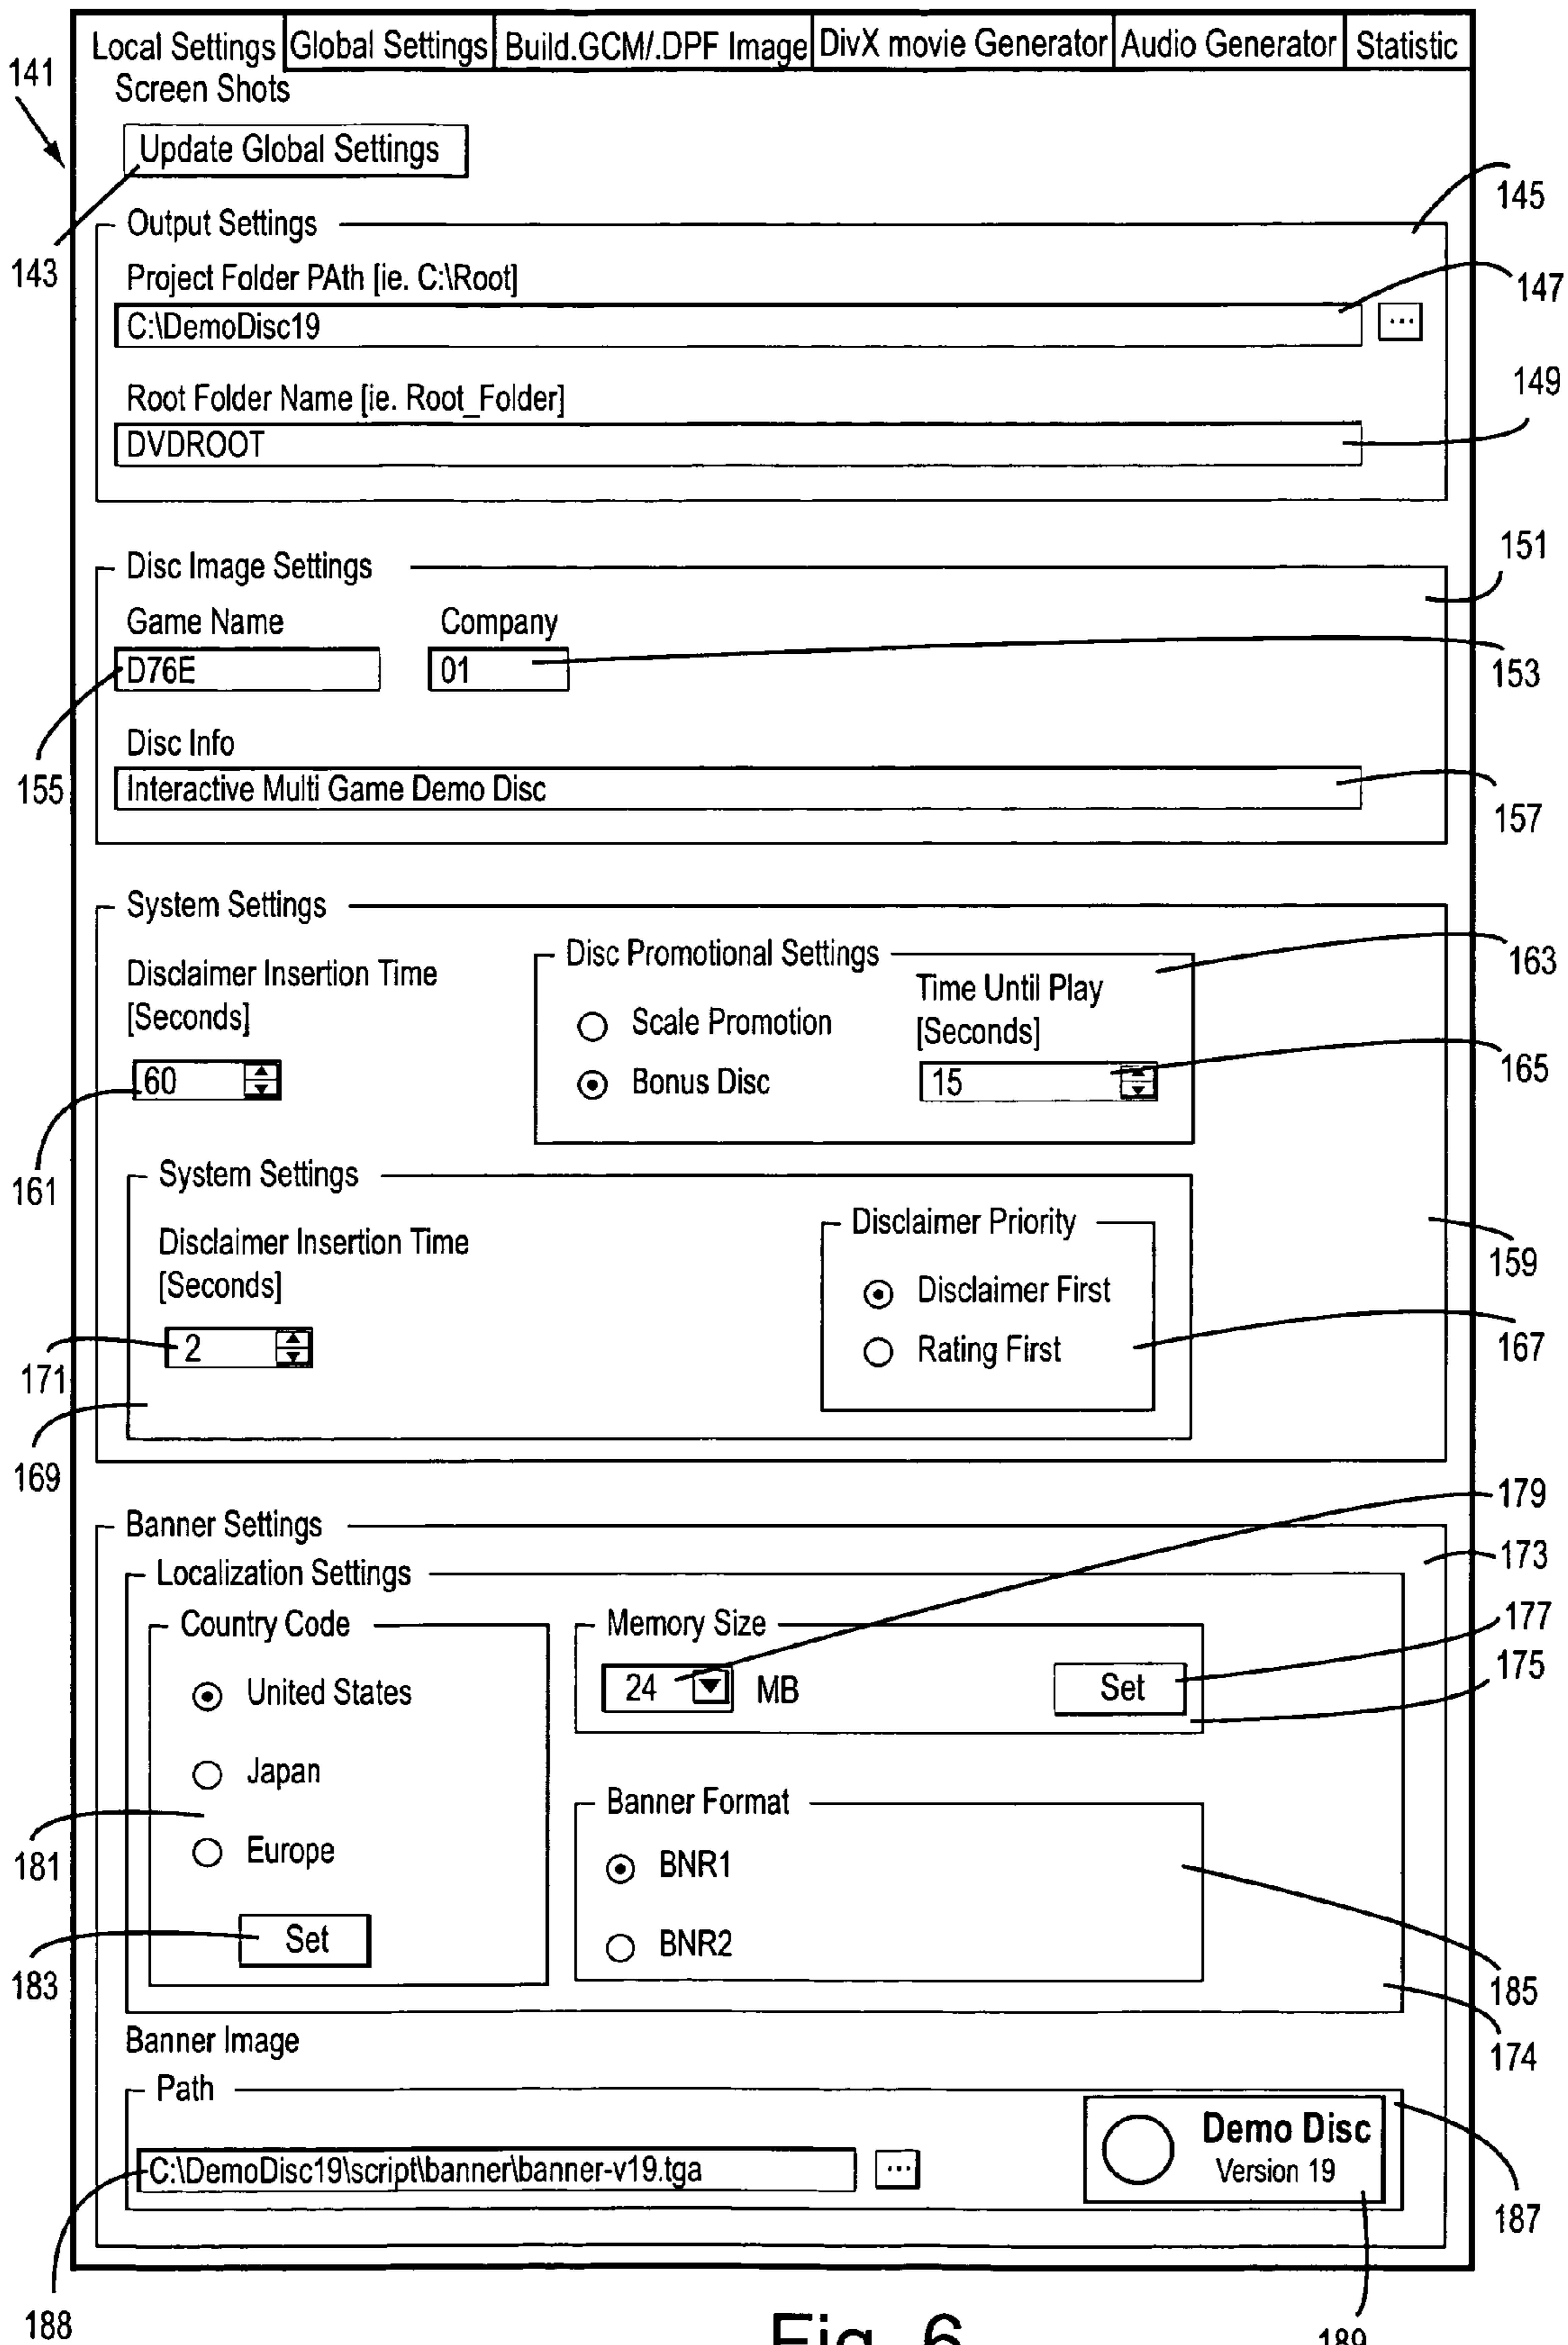 Local Settings Global Settings Build.GCM/.DPF Image DivX movie Generator Audio Generator Statistic
141
Screen Shots
Update Global Settings
143
145
Output Settings
Project Folder PAth [ie. C:\Root]
147
C:\DemoDisc19 ...
Root Folder Name [ie. Root_Folder]
149
DVDROOT
151
Disc Image Settings
Game Name Company
D76E 01
153
155
Disc Info
Interactive Multi Game Demo Disc
157
System Settings
Disclaimer Insertion Time
[Seconds]
60
161
Disc Promotional Settings
163
Scale Promotion
Bonus Disc
Time Until Play
[Seconds]
15
165
System Settings
159
Disclaimer Insertion Time
[Seconds]
2
171
169
Disclaimer Priority
Disclaimer First
Rating First
167
179
Banner Settings
173
Localization Settings
Country Code
United States
Japan
Europe
181
Set
183
Memory Size
177
24 MB Set
175
Banner Format
BNR1
BNR2
185
174
Banner Image
Path
C:\DemoDisc19\script\banner\banner-v19.tga ...
Demo Disc
Version 19
187
188
189
Fig. 6